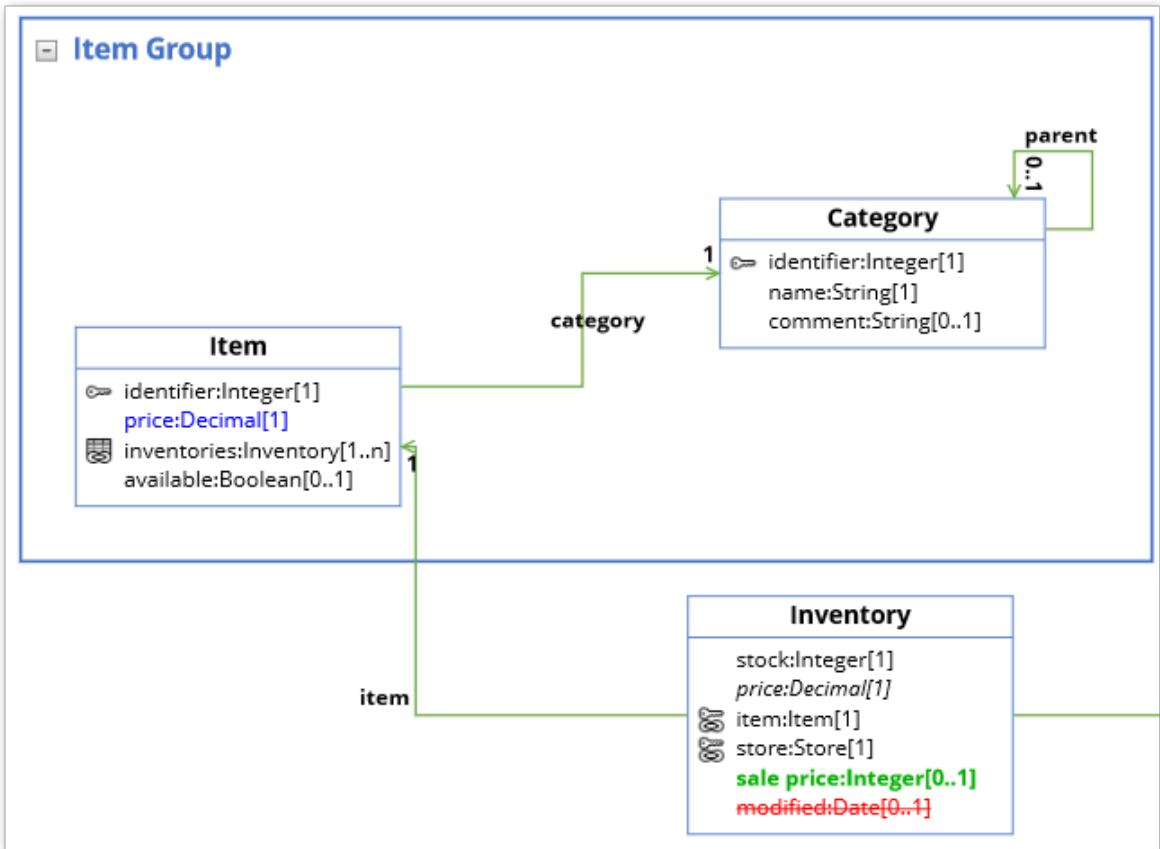 Item Group
parent
0..1
Category
1
identifier:Integer[1]
name:String[1]
comment:String[0..1]
category
Item
identifier:Integer[1]
price:Decimal[1]
inventories:Inventory[1..n]
available:Boolean[0..1]
1
Inventory
stock:Integer[1]
price:Decimal[1]
item:Item[1]
store:Store[1]
sale price:Integer[0..1]
modified:Date[0..1]
item